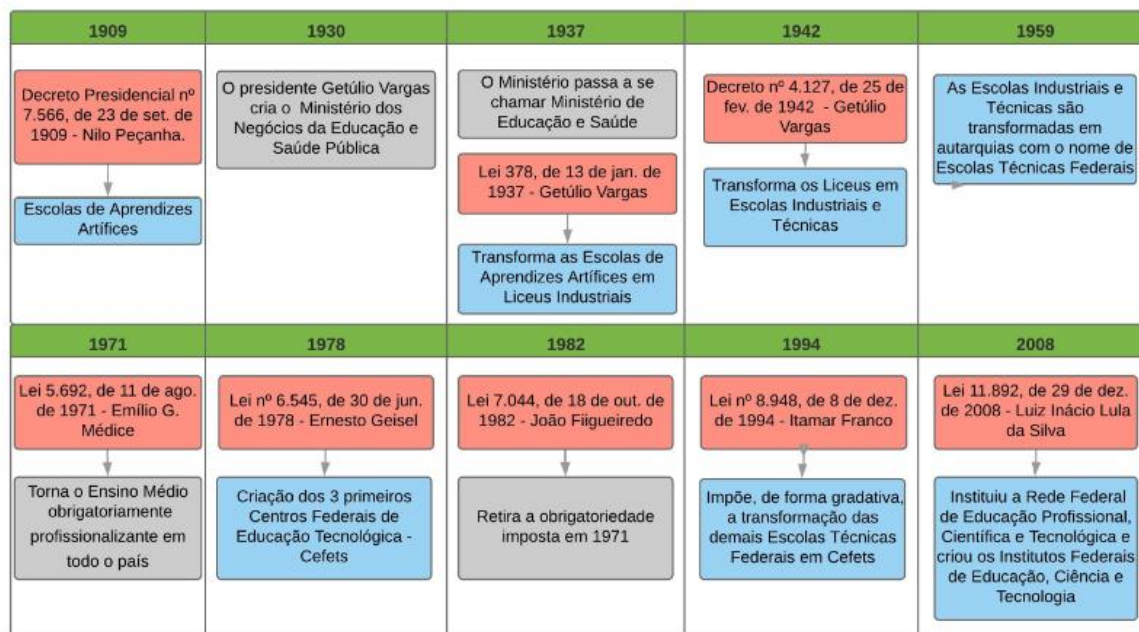 1909
Decreto Presidencial nº
7.566, de 23 de set. de
1909 - Nilo Peçanha.
Escolas de Aprendizes
Artífices
1930
O presidente Getúlio Vargas
cria o Ministério dos
Negócios da Educação e
Saúde Pública
1937
O Ministério passa a se
chamar Ministério de
Educação e Saúde
Lei 378, de 13 de jan. de
1937 - Getúlio Vargas
Transforma as Escolas de
Aprendizes Artífices em
Liceus Industriais
1942
Decreto nº 4.127, de 25 de
fev. de 1942 - Getúlio
Vargas
Transforma os Liceus em
Escolas Industriais e
Técnicas
1959
As Escolas Industriais e
Técnicas são
transformadas em
autarquias com o nome de
Escolas Técnicas Federais
1971
Lei 5.692, de 11 de ago.
de 1971 - Emílio G.
Médice
Torna o Ensino Médio
obrigatoriamente
profissionalizante em
todo o país
1978
Lei nº 6.545, de 30 de jun.
de 1978 - Ernesto Geisel
Criação dos 3 primeiros
Centros Federais de
Educação Tecnológica -
Cefets
1982
Lei 7.044, de 18 de out. de
1982 - João Fiigueiredo
Retira a obrigatoriedade
imposta em 1971
1994
Lei nº 8.948, de 8 de dez.
de 1994 - Itamar Franco
Impõe, de forma gradativa,
a transformação das
demais Escolas Técnicas
Federais em Cefets
2008
Lei 11.892, de 29 de dez.
de 2008 - Luiz Inácio Lula
da Silva
Instituiu a Rede Federal
de Educação Profissional,
Científica e Tecnológica e
criou os Institutos Federais
de Educação, Ciência e
Tecnologia